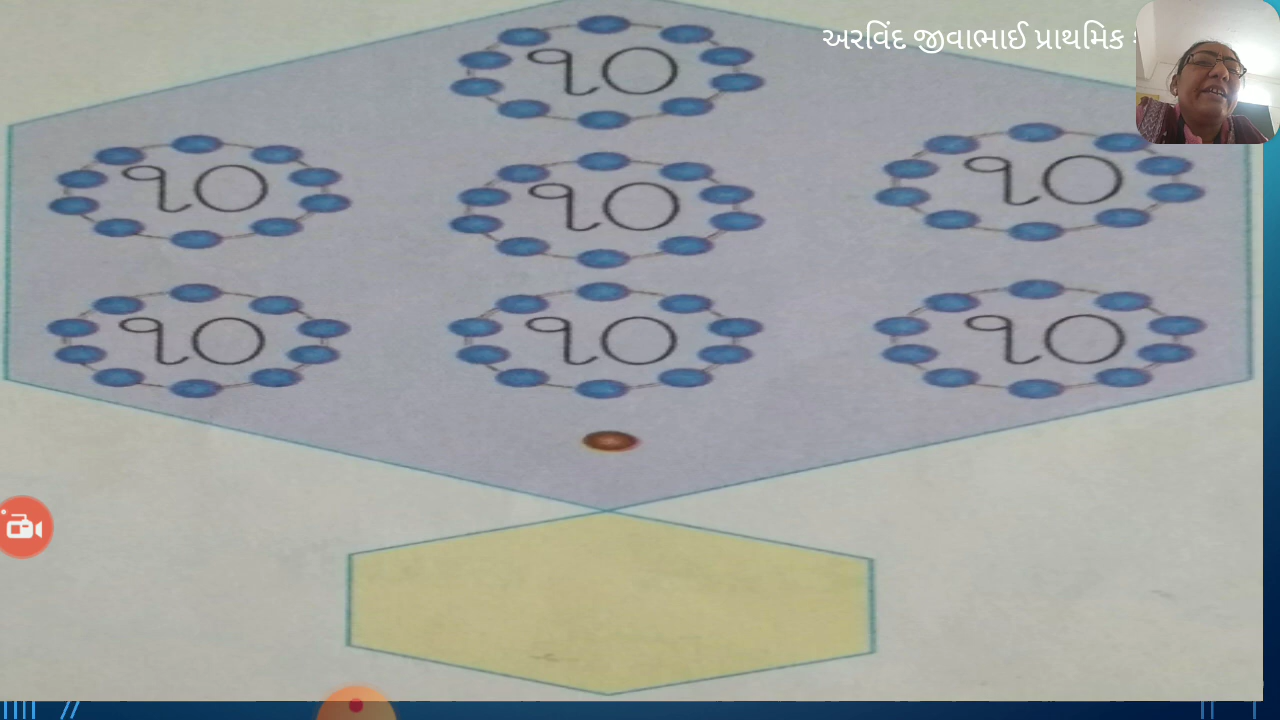 અરવિંદ જીવાભાઈ પ્રાથમિક
૧૦
૧૦ ૧૦ ૧૦
૧૦ ૧૦ ૧૦